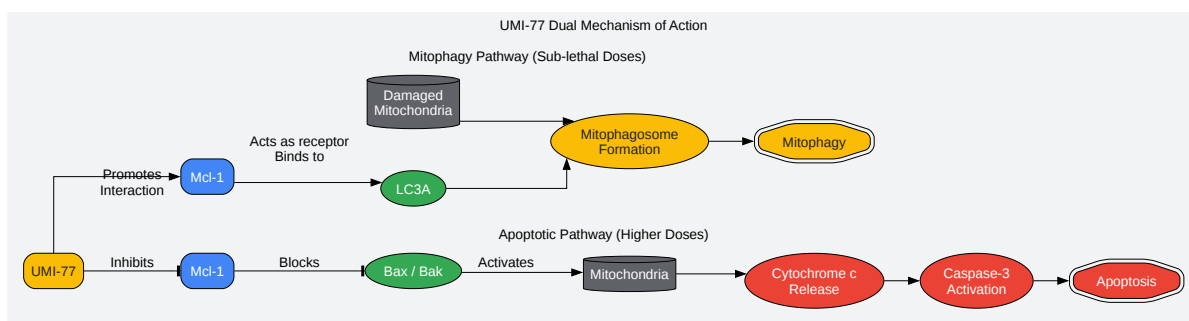 UMI-77 Dual Mechanism of Action
Mitophagy Pathway (Sub-lethal Doses)
Damaged
Mitochondria
Mitophagosome
Formation
Mitophagy
Acts as receptor
Binds to
Promotes
Interaction
Mcl-1
LC3A
Apoptotic Pathway (Higher Doses)
UMI-77
Inhibits
Mcl-1
Blocks
Bax / Bak
Activates
Mitochondria
Cytochrome c
Release
Caspase-3
Activation
Apoptosis